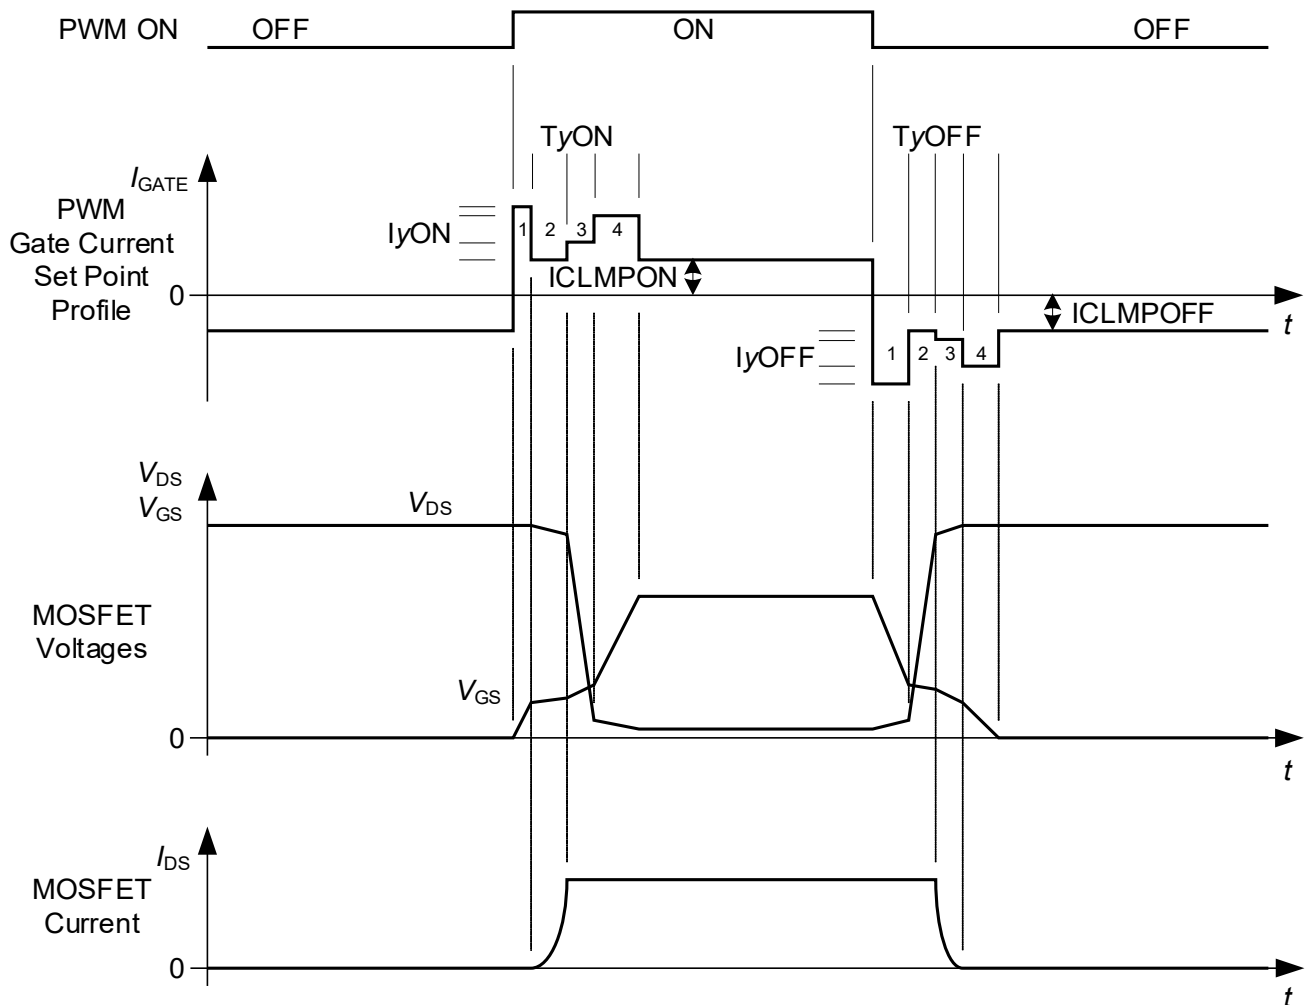 PWM ON
OFF
ON
OFF
TyON
TyOFF
IGATE
PWM
Gate Current
Set Point
Profile
IyON
1
2
3
4
ICLMPON
0
t
ICLMPOFF
IyOFF
1
2
3
4
VDS
VGS
VDS
MOSFET
Voltages
VGS
0
t
IDS
MOSFET
Current
0
t